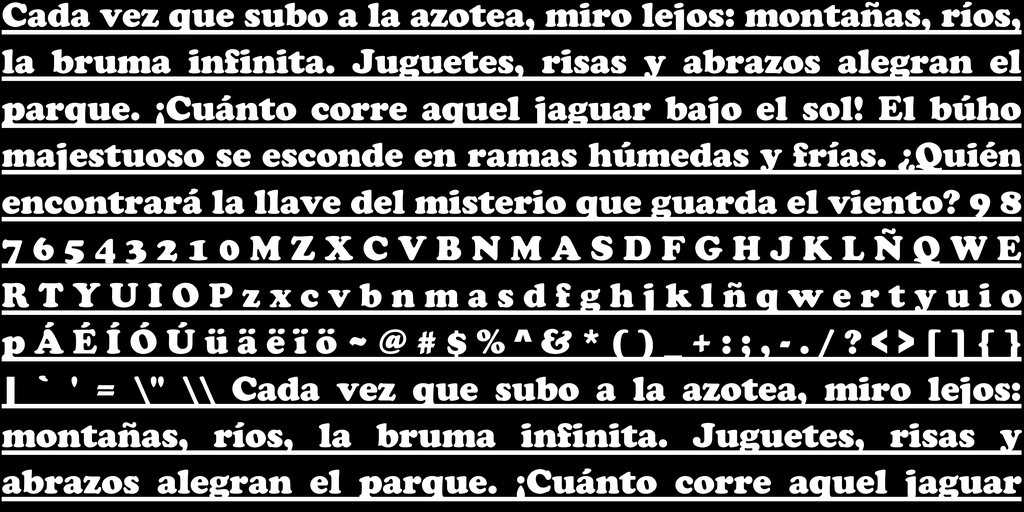 Cada vez que subo a la azotea, miro lejos: montañas, ríos,
la bruma infinita. Juguetes, risas y abrazos alegran el
parque. ¡Cuánto corre aquel jaguar bajo el sol! El búho
majestuoso se esconde en ramas húmedas y frías. ¿Quién
encontrará la llave del misterio que guarda el viento? 9 8
7 6 5 4 3 2 1 0 M Z X C V B N M A S D F G H J K L Ñ Q W E
R T Y U I O P z x c v b n m a s d f g h j k l ñ q w e r t y u i o
p Á É Í Ó Ú ü ä ë ï ö ~ @ # $ % ^ & * ( ) _ + : ; , - . / ? < > [ ] { }
| ` ' = \" \\ Cada vez que subo a la azotea, miro lejos:
montañas, ríos, la bruma infinita. Juguetes, risas y
abrazos alegran el parque. ¡Cuánto corre aquel jaguar